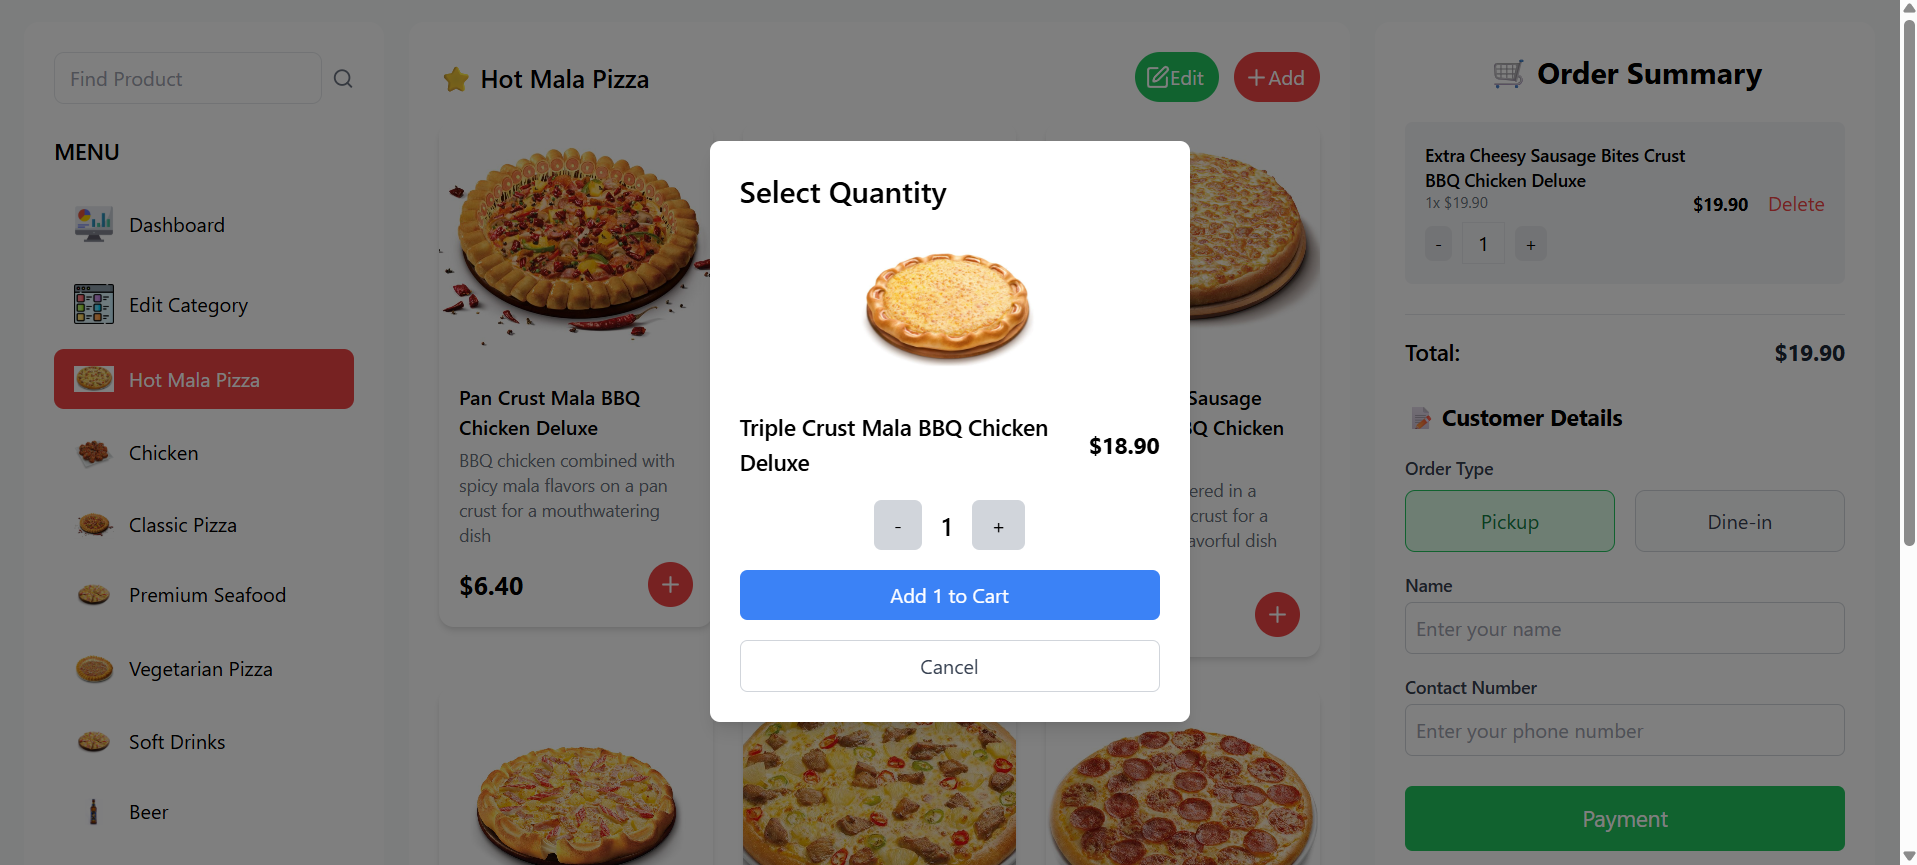 Find Product
MENU
Dashboard
Edit Category
Hot Mala Pizza
Chicken
Classic Pizza
Premium Seafood
Vegetarian Pizza
Soft Drinks
Beer
Hot Mala Pizza
Edit
Add
Pan Crust Mala BBQ
Chicken Deluxe
BBQ chicken combined with
spicy mala flavors on a pan
crust for a mouthwatering
dish
$6.40
Sausage
Chicken
in a
crust for a
dish
Select Quantity
Triple Crust Mala BBQ Chicken
Deluxe
$18.90
- 1 +
Add 1 to Cart
Cancel
Order Summary
Extra Cheesy Sausage Bites Crust
BBQ Chicken Deluxe
1x $19.90
$19.90 Delete
- 1 +
Total: $19.90
Customer Details
Order Type
Pickup
Dine-in
Name
Enter your name
Contact Number
Enter your phone number
Payment